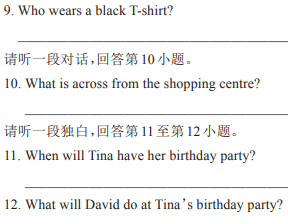 9. Who wears a black T-shirt?
请听一段对话,回答第10小题。
10. What is across from the shopping centre?
请听一段独白,回答第11至第12小题。
11. When will Tina have her birthday party?
12. What will David do at Tina's birthday party?